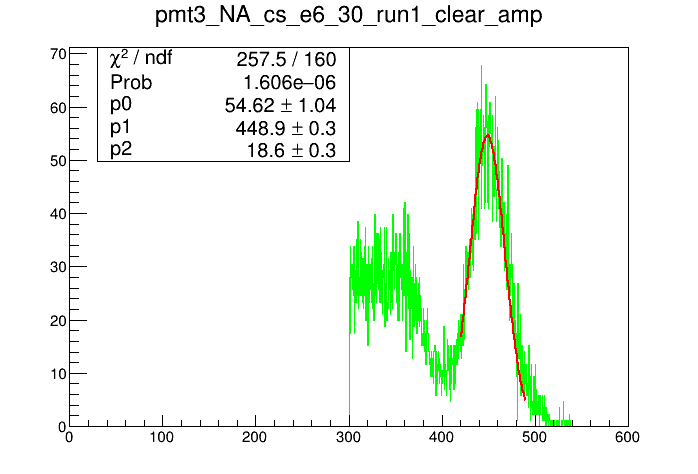 pmt3_NA_cs_e6_30_run1_clear_amp
χ² / ndf 257.5 / 160
Prob 1.606e−06
p0 54.62 ± 1.04
p1 448.9 ± 0.3
p2 18.6 ± 0.3
70
60
50
40
30
20
10
0
0 100 200 300 400 500 600